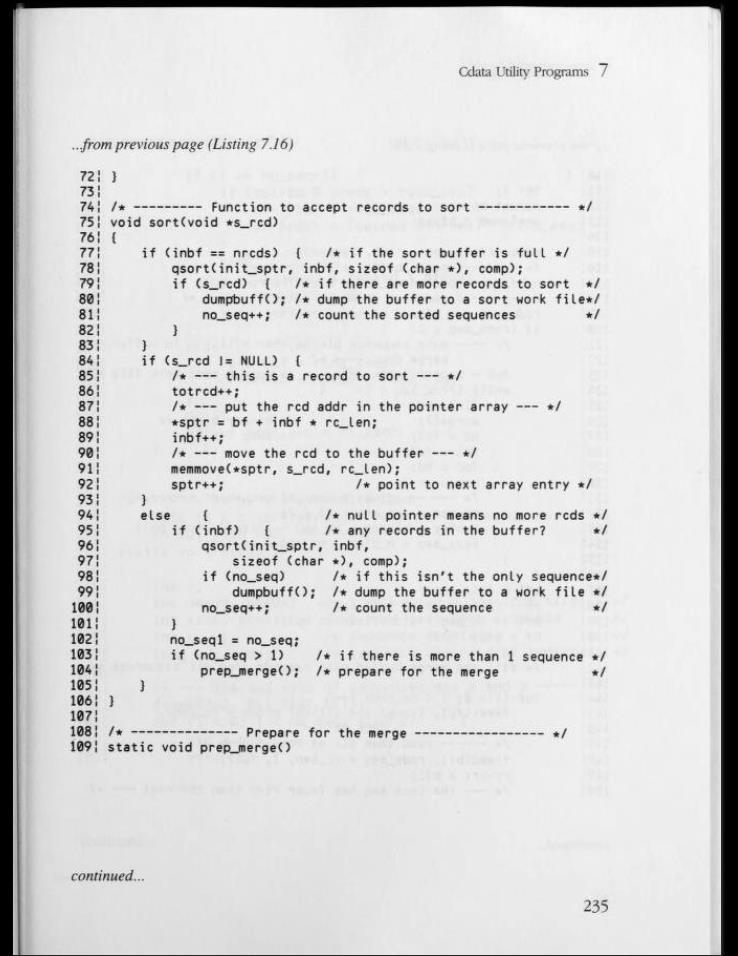 Cdata Utility Programs 7
...from previous page (Listing 7.16)
72¦ }
73¦
74¦ /* --------- Function to accept records to sort ------------ */
75¦ void sort(void *s_rcd)
76¦ {
77¦     if (inbf == nrcds)  {   /* if the sort buffer is full */
78¦         qsort(init_sptr, inbf, sizeof (char *), comp);
79¦         if (s_rcd)  {   /* if there are more records to sort  */
80¦             dumpbuff(); /* dump the buffer to a sort work file*/
81¦             no_seq++;   /* count the sorted sequences         */
82¦         }
83¦     }
84¦     if (s_rcd != NULL)  {
85¦         /* --- this is a record to sort --- */
86¦         totrcd++;
87¦         /* --- put the rcd addr in the pointer array --- */
88¦         *sptr = bf + inbf * rc_len;
89¦         inbf++;
90¦         /* --- move the rcd to the buffer --- */
91¦         memmove(*sptr, s_rcd, rc_len);
92¦         sptr++;                 /* point to next array entry */
93¦     }
94¦     else    {               /* null pointer means no more rcds */
95¦         if (inbf)   {       /* any records in the buffer?      */
96¦             qsort(init_sptr, inbf,
97¦                 sizeof (char *), comp);
98¦             if (no_seq)      /* if this isn't the only sequence*/
99¦                 dumpbuff();  /* dump the buffer to a work file */
100¦             no_seq++;        /* count the sequence             */
101¦         }
102¦         no_seq1 = no_seq;
103¦         if (no_seq > 1)    /* if there is more than 1 sequence */
104¦             prep_merge();  /* prepare for the merge            */
105¦     }
106¦ }
107¦
108¦ /* -------------- Prepare for the merge ----------------- */
109¦ static void prep_merge()
continued...
235